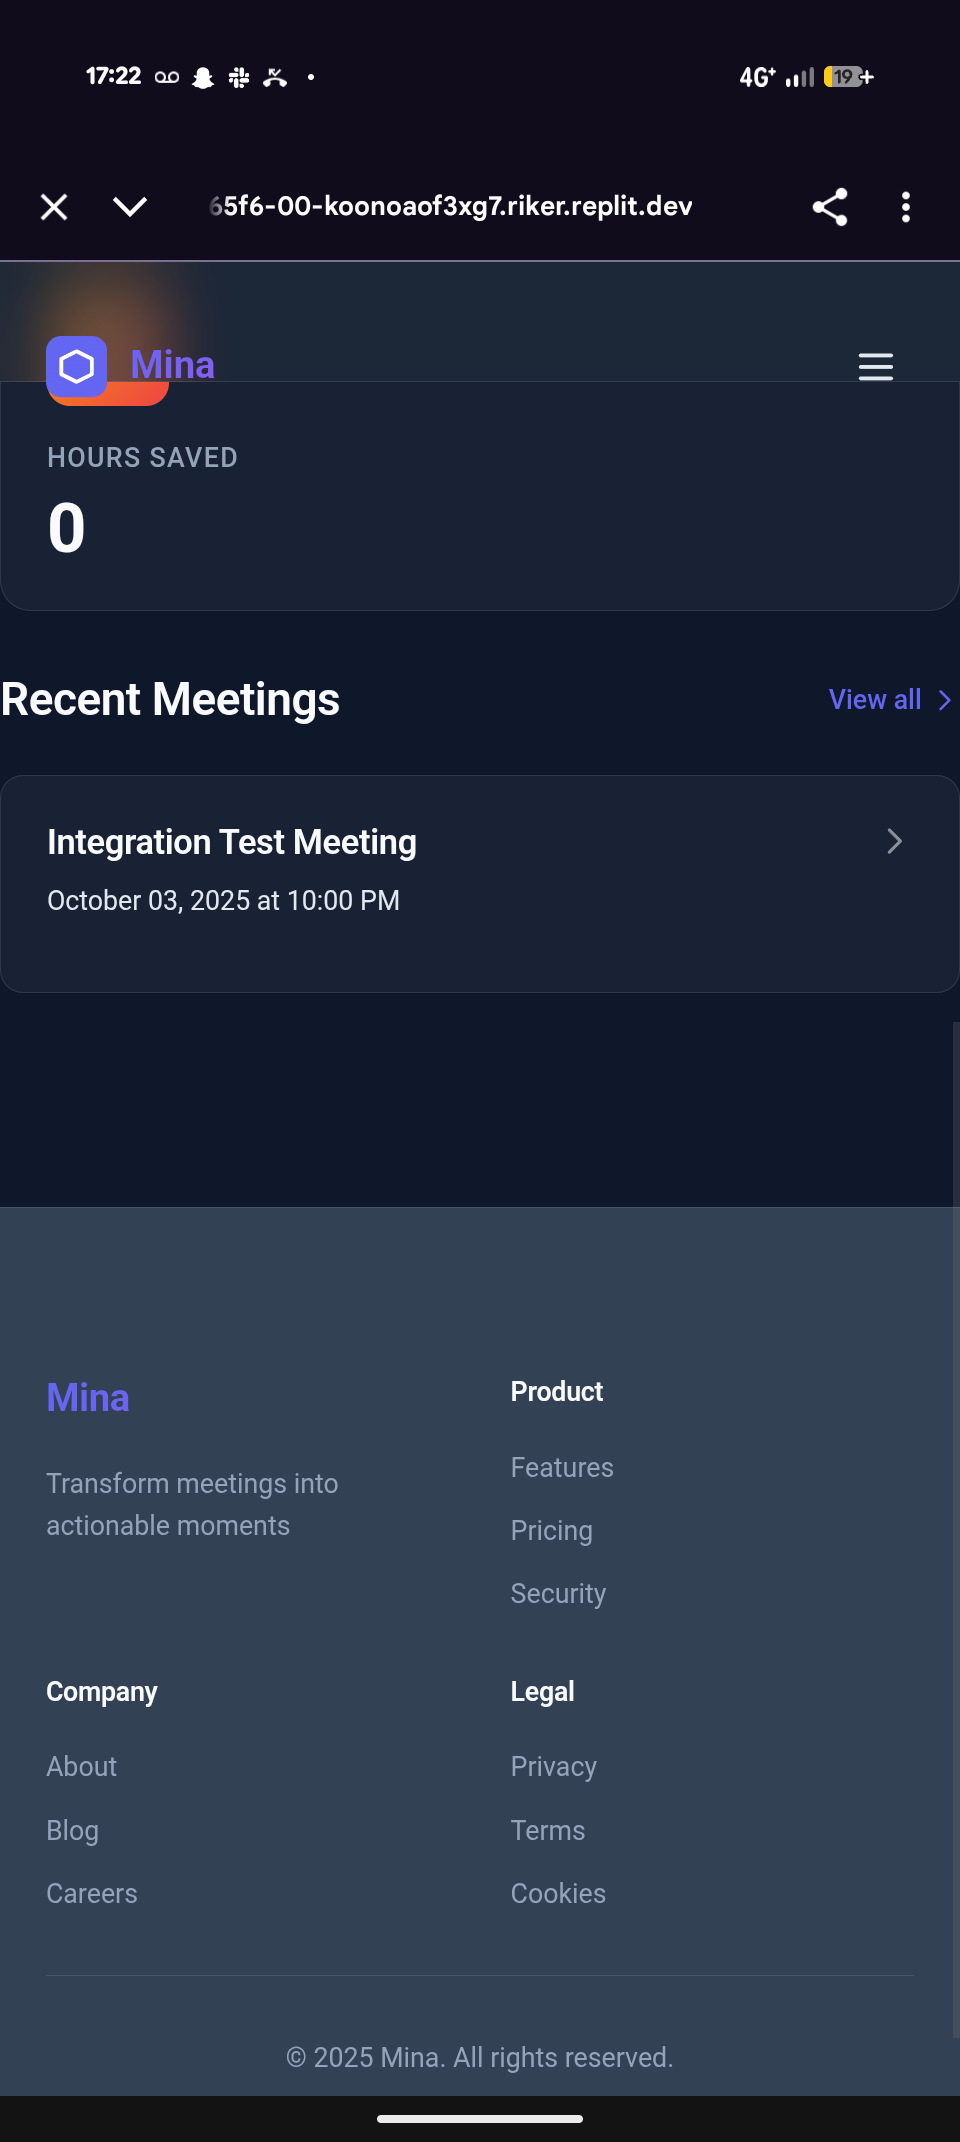 17:22
4G+
19
65f6-00-koonoaof3xg7.riker.replit.dev
Mina
HOURS SAVED
0
Recent Meetings
View all
Integration Test Meeting
October 03, 2025 at 10:00 PM
Mina
Transform meetings into
actionable moments
Product
Features
Pricing
Security
Company
About
Blog
Careers
Legal
Privacy
Terms
Cookies
© 2025 Mina. All rights reserved.